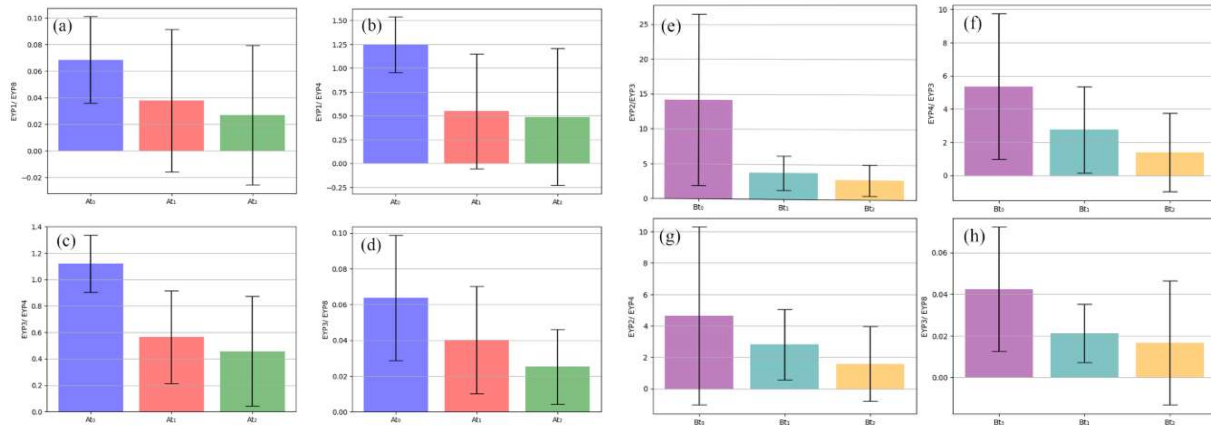 (a)
EYP1/ EYP8
0.10
0.08
0.06
0.04
0.02
0.00
−0.02
At₀
At₁
At₂
(b)
EYP1/ EYP4
1.50
1.25
1.00
0.75
0.50
0.25
0.00
−0.25
At₀
At₁
At₂
(e)
EYP2/EYP3
25
20
15
10
5
0
Bt₀
Bt₁
Bt₂
(f)
EYP4/ EYP3
10
8
6
4
2
0
Bt₀
Bt₁
Bt₂
(c)
EYP3/ EYP4
1.4
1.2
1.0
0.8
0.6
0.4
0.2
0.0
At₀
At₁
At₂
(d)
EYP3/ EYP8
0.10
0.08
0.06
0.04
0.02
0.00
At₀
At₁
At₂
(g)
EYP2/ EYP4
10
8
6
4
2
0
Bt₀
Bt₁
Bt₂
(h)
EYP3/ EYP8
0.06
0.04
0.02
0.00
Bt₀
Bt₁
Bt₂